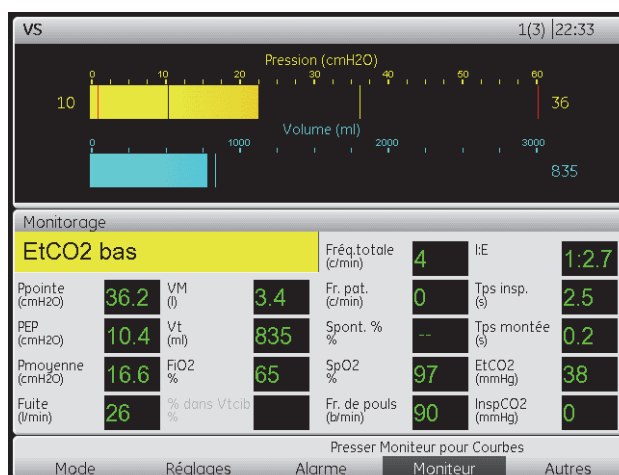 VS 1(3) 22:33
Pression (cmH2O)
0 10 20 30 40 50 60
10 36
Volume (ml)
0 1000 2000 3000
835
Monitorage
EtCO2 bas
Fréq.totale (c/min) 4 I:E 1:2.7
Ppointe (cmH2O) 36.2 VM (l) 3.4 Fr. pat. (c/min) 0 Tps insp. (s) 2.5
PEP (cmH2O) 10.4 Vt (ml) 835 Spont. % % -- Tps montée (s) 0.2
Pmoyenne (cmH2O) 16.6 FiO2 % 65 SpO2 % 97 EtCO2 (mmHg) 38
Fuite (l/min) 26 % dans Vtcib % Fr. de pouls (b/min) 90 InspCO2 (mmHg) 0
Presser Moniteur pour Courbes
Mode Réglages Alarme Moniteur Autres